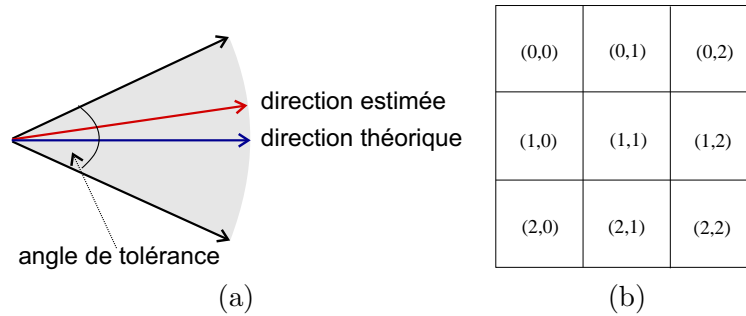 direction estimée
direction théorique
angle de tolérance
(a)
(0,0) (0,1) (0,2)
(1,0) (1,1) (1,2)
(2,0) (2,1) (2,2)
(b)